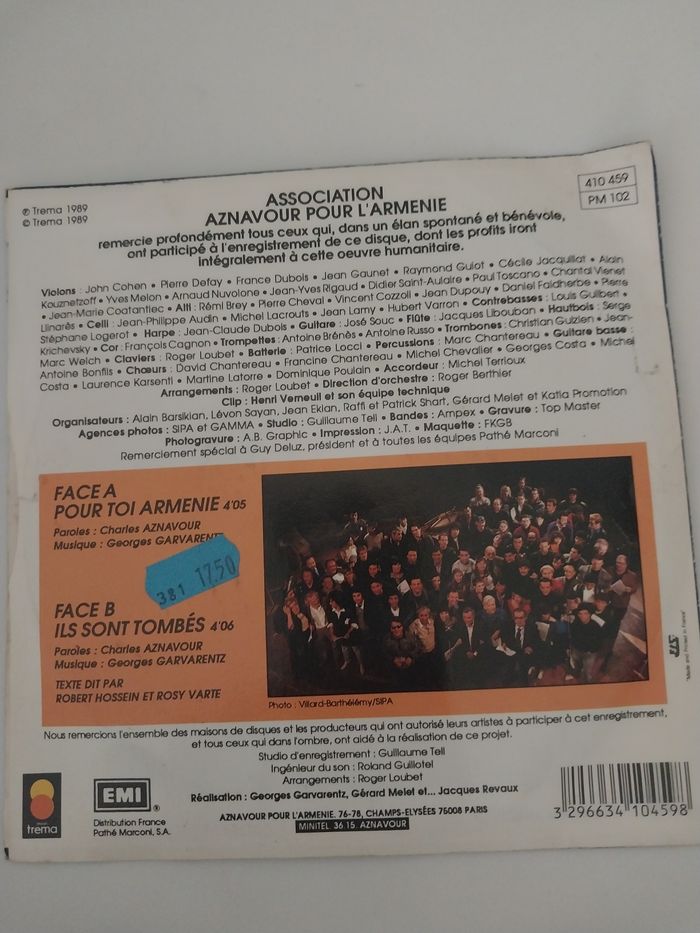 ℗ Trema 1989
© Trema 1989
410 459
PM 102
ASSOCIATION
AZNAVOUR POUR L'ARMENIE
remercie profondément tous ceux qui, dans un élan spontané et bénévole,
ont participé à l'enregistrement de ce disque, dont les profits iront
intégralement à cette oeuvre humanitaire.
Violons : John Cohen • Pierre Defay • France Dubois • Jean Gaunet • Raymond Guiot • Cécile Jacquillat • Alain
Kouznetzoff • Yves Melon • Arnaud Nuvolone • Jean-Yves Rigaud • Didier Saint-Aulaire • Paul Toscano • Chantal Vienet
• Jean-Marie Coatantiec • Alti : Rémi Brey • Pierre Cheval • Vincent Cozzoli • Jean Dupouy • Daniel Faidherbe • Pierre
Llinarès • Celli : Jean-Philippe Audin • Michel Lacrouts • Jean Lamy • Hubert Varron • Contrebasses : Louis Guilbert •
Stéphane Logerot • Harpe : Jean-Claude Dubois • Guitare : José Souc • Flûte : Jacques Libouban • Hautbois : Serge
Krichevsky • Cor : François Cagnon • Trompettes : Antoine Brénès • Antoine Russo • Trombones : Christian Guizien • Jean-
Marc Welch • Claviers : Roger Loubet • Batterie : Patrice Locci • Percussions : Marc Chantereau • Guitare basse :
Antoine Bonfils • Chœurs : David Chantereau • Francine Chantereau • Michel Chevalier • Georges Costa • Michel
Costa • Laurence Karsenti • Martine Latorre • Dominique Poulain • Accordeur : Michel Terrioux
Arrangements : Roger Loubet • Direction d'orchestre : Roger Berthier
Clip : Henri Verneuil et son équipe technique
Organisateurs : Alain Barsikian, Lévon Sayan, Jean Eklan, Raffi et Patrick Shart, Gérard Melet et Katia Promotion
Agences photos : SIPA et GAMMA • Studio : Guillaume Tell • Bandes : Ampex • Gravure : Top Master
Photogravure : A.B. Graphic • Impression : J.A.T. • Maquette : FKGB
Remerciement spécial à Guy Deluz, président et à toutes les équipes Pathé Marconi
FACE A
POUR TOI ARMENIE 4'05
Paroles : Charles AZNAVOUR
Musique : Georges GARVARENT
381 17.50
FACE B
ILS SONT TOMBÉS 4'06
Paroles : Charles AZNAVOUR
Musique : Georges GARVARENTZ
TEXTE DIT PAR
ROBERT HOSSEIN ET ROSY VARTE
Photo : Villard-Barthélémy/SIPA
"Made and Printed in France"
Nous remercions l'ensemble des maisons de disques et les producteurs qui ont autorisé leurs artistes à participer à cet enregistrement,
et tous ceux qui dans l'ombre, ont aidé à la réalisation de ce projet.
Studio d'enregistrement : Guillaume Tell
Ingénieur du son : Roland Guillotel
Arrangements : Roger Loubet
Réalisation : Georges Garvarentz, Gérard Melet et... Jacques Revaux
AZNAVOUR POUR L'ARMENIE. 76-78, CHAMPS-ELYSÉES 75008 PARIS
MINITEL 36 15 AZNAVOUR
trema
EMI
Distribution France
Pathé Marconi, S.A.
3 296634 104598